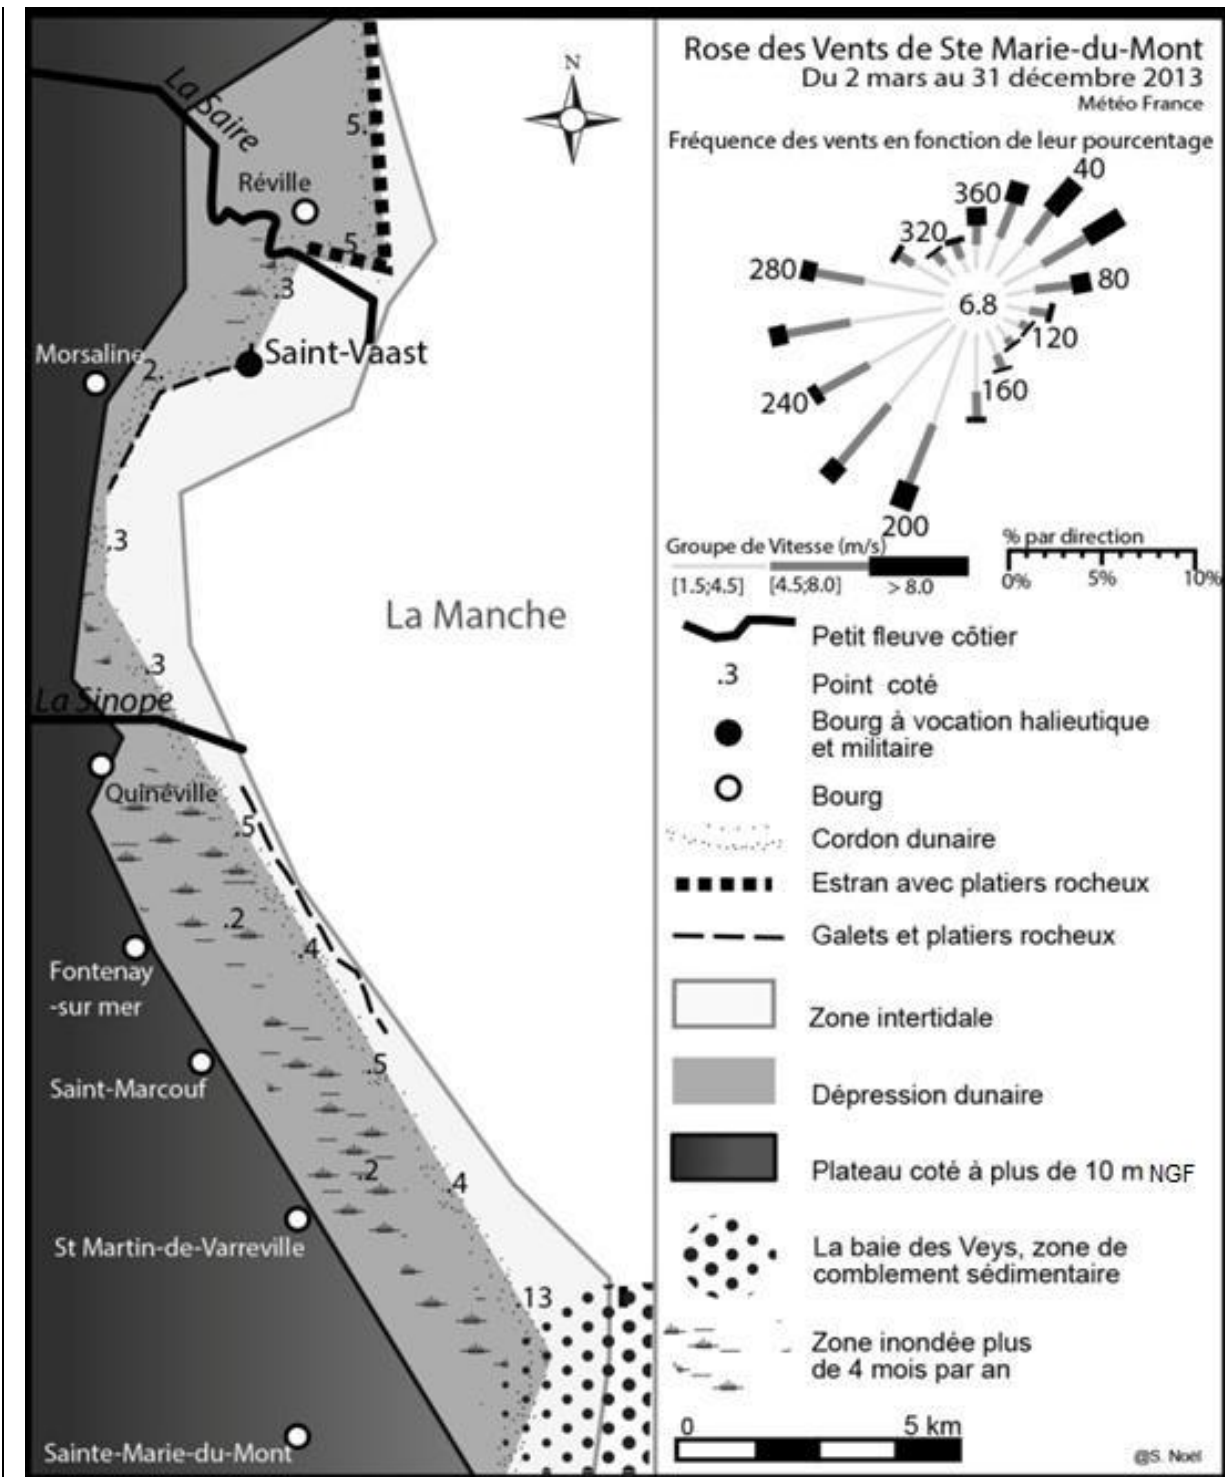 La Saire
5.
Réville
5
.3
Saint-Vaast
Morsaline
2.
.3
La Manche
.3
La Sinope
Quinéville
.5
.2
.4
Fontenay
-sur mer
.5
Saint-Marcouf
.2
.4
St Martin-de-Varreville
13
Sainte-Marie-du-Mont
N
Rose des Vents de Ste Marie-du-Mont
Du 2 mars au 31 décembre 2013
Météo France
Fréquence des vents en fonction de leur pourcentage
40
360
320
280
80
6.8
120
160
240
200
Groupe de Vitesse (m/s)
[1.5;4.5] [4.5;8.0] > 8.0
% par direction
0% 5% 10%
Petit fleuve côtier
.3 Point coté
Bourg à vocation halieutique
et militaire
Bourg
Cordon dunaire
Estran avec platiers rocheux
Galets et platiers rocheux
Zone intertidale
Dépression dunaire
Plateau coté à plus de 10 m NGF
La baie des Veys, zone de
comblement sédimentaire
Zone inondée plus
de 4 mois par an
0 5 km
@S. Noël